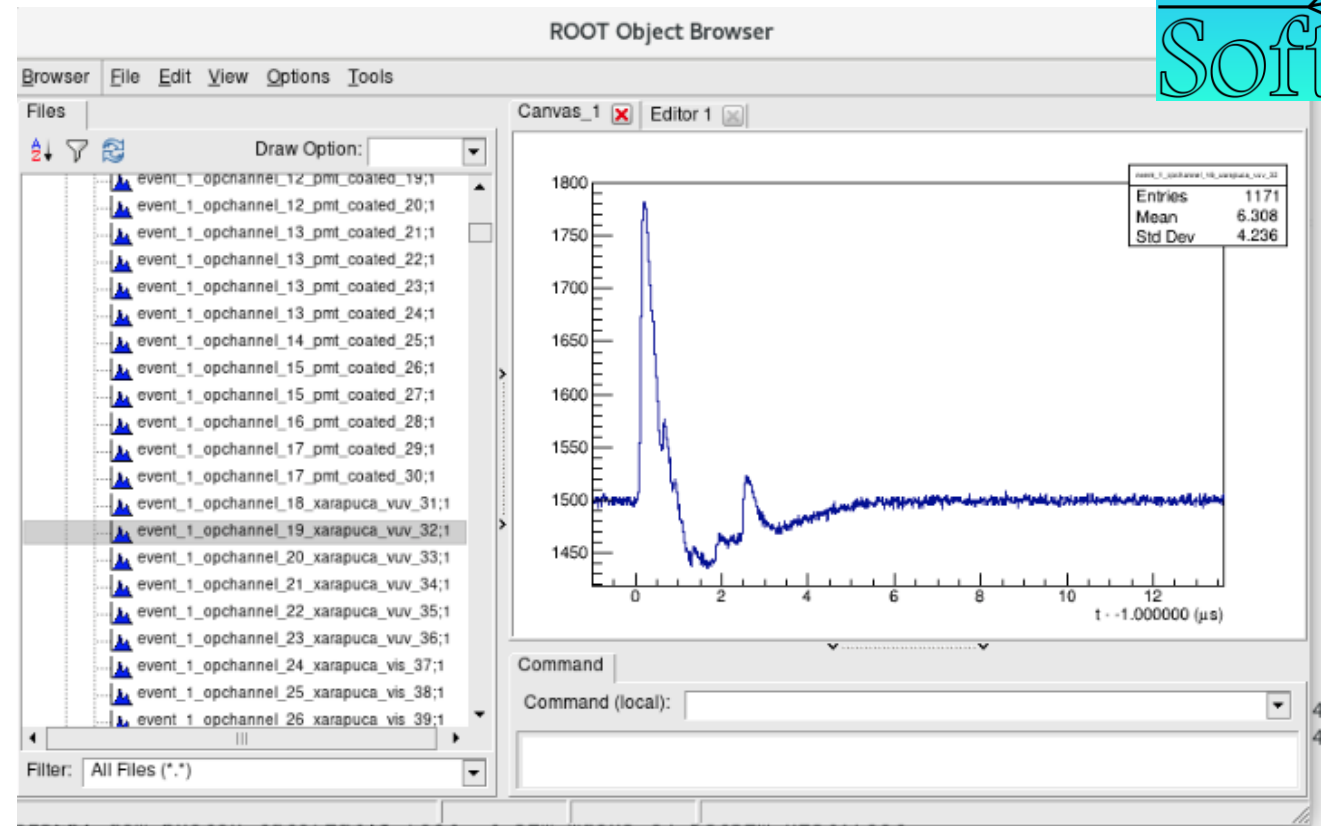 ROOT Object Browser
Soft
Browser File Edit View Options Tools
Files
Draw Option:
event_1_opchannel_12_pmt_coated_19;1
event_1_opchannel_12_pmt_coated_20;1
event_1_opchannel_13_pmt_coated_21;1
event_1_opchannel_13_pmt_coated_22;1
event_1_opchannel_13_pmt_coated_23;1
event_1_opchannel_13_pmt_coated_24;1
event_1_opchannel_14_pmt_coated_25;1
event_1_opchannel_15_pmt_coated_26;1
event_1_opchannel_15_pmt_coated_27;1
event_1_opchannel_16_pmt_coated_28;1
event_1_opchannel_17_pmt_coated_29;1
event_1_opchannel_17_pmt_coated_30;1
event_1_opchannel_18_xarapuca_vuv_31;1
event_1_opchannel_19_xarapuca_vuv_32;1
event_1_opchannel_20_xarapuca_vuv_33;1
event_1_opchannel_21_xarapuca_vuv_34;1
event_1_opchannel_22_xarapuca_vuv_35;1
event_1_opchannel_23_xarapuca_vuv_36;1
event_1_opchannel_24_xarapuca_vis_37;1
event_1_opchannel_25_xarapuca_vis_38;1
event_1_opchannel_26_xarapuca_vis_39;1
Filter: All Files (*.*)
Canvas_1 Editor 1
event_1_opchannel_19_xarapuca_vuv_32
Entries 1171
Mean 6.308
Std Dev 4.236
1800
1750
1700
1650
1600
1550
1500
1450
0 2 4 6 8 10 12
t - -1.000000 (μs)
Command
Command (local):
4
4